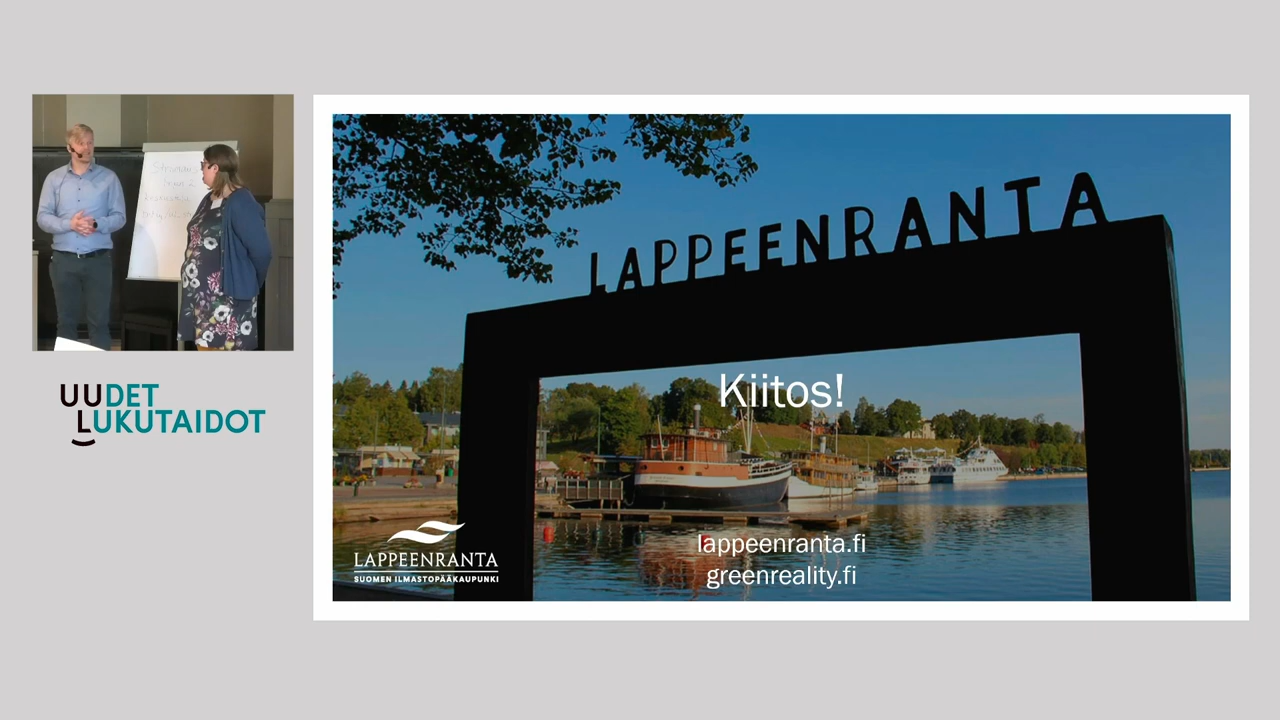 UUDET
LUKUTAIDOT
LAPPEENRANTA
Kiitos!
lappeenranta.fi
greenreality.fi
LAPPEENRANTA
SUOMEN ILMASTOPÄÄKAUPUNKI